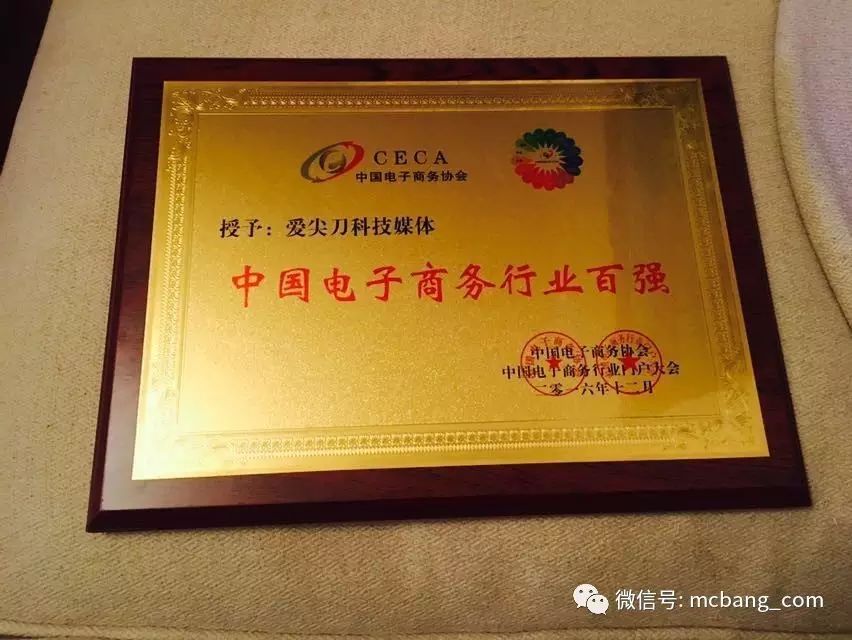 CECA
中国电子商务协会
授予：爱尖刀科技媒体
中国电子商务行业百强
中国电子商务协会
中国电子商务行业门户大会
二零一六年十二月
微信号: mcbang_com